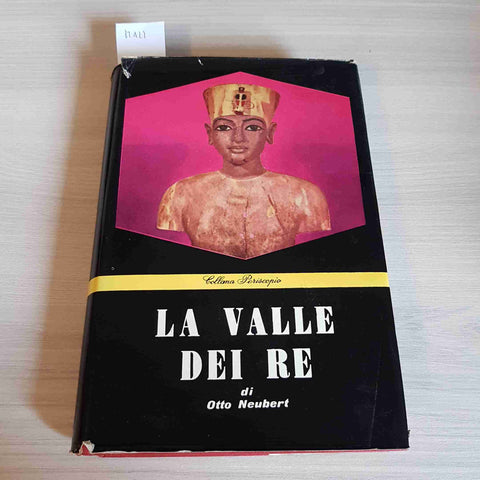 Collana Periscopio
LA VALLE
DEI RE
di
Otto Neubert